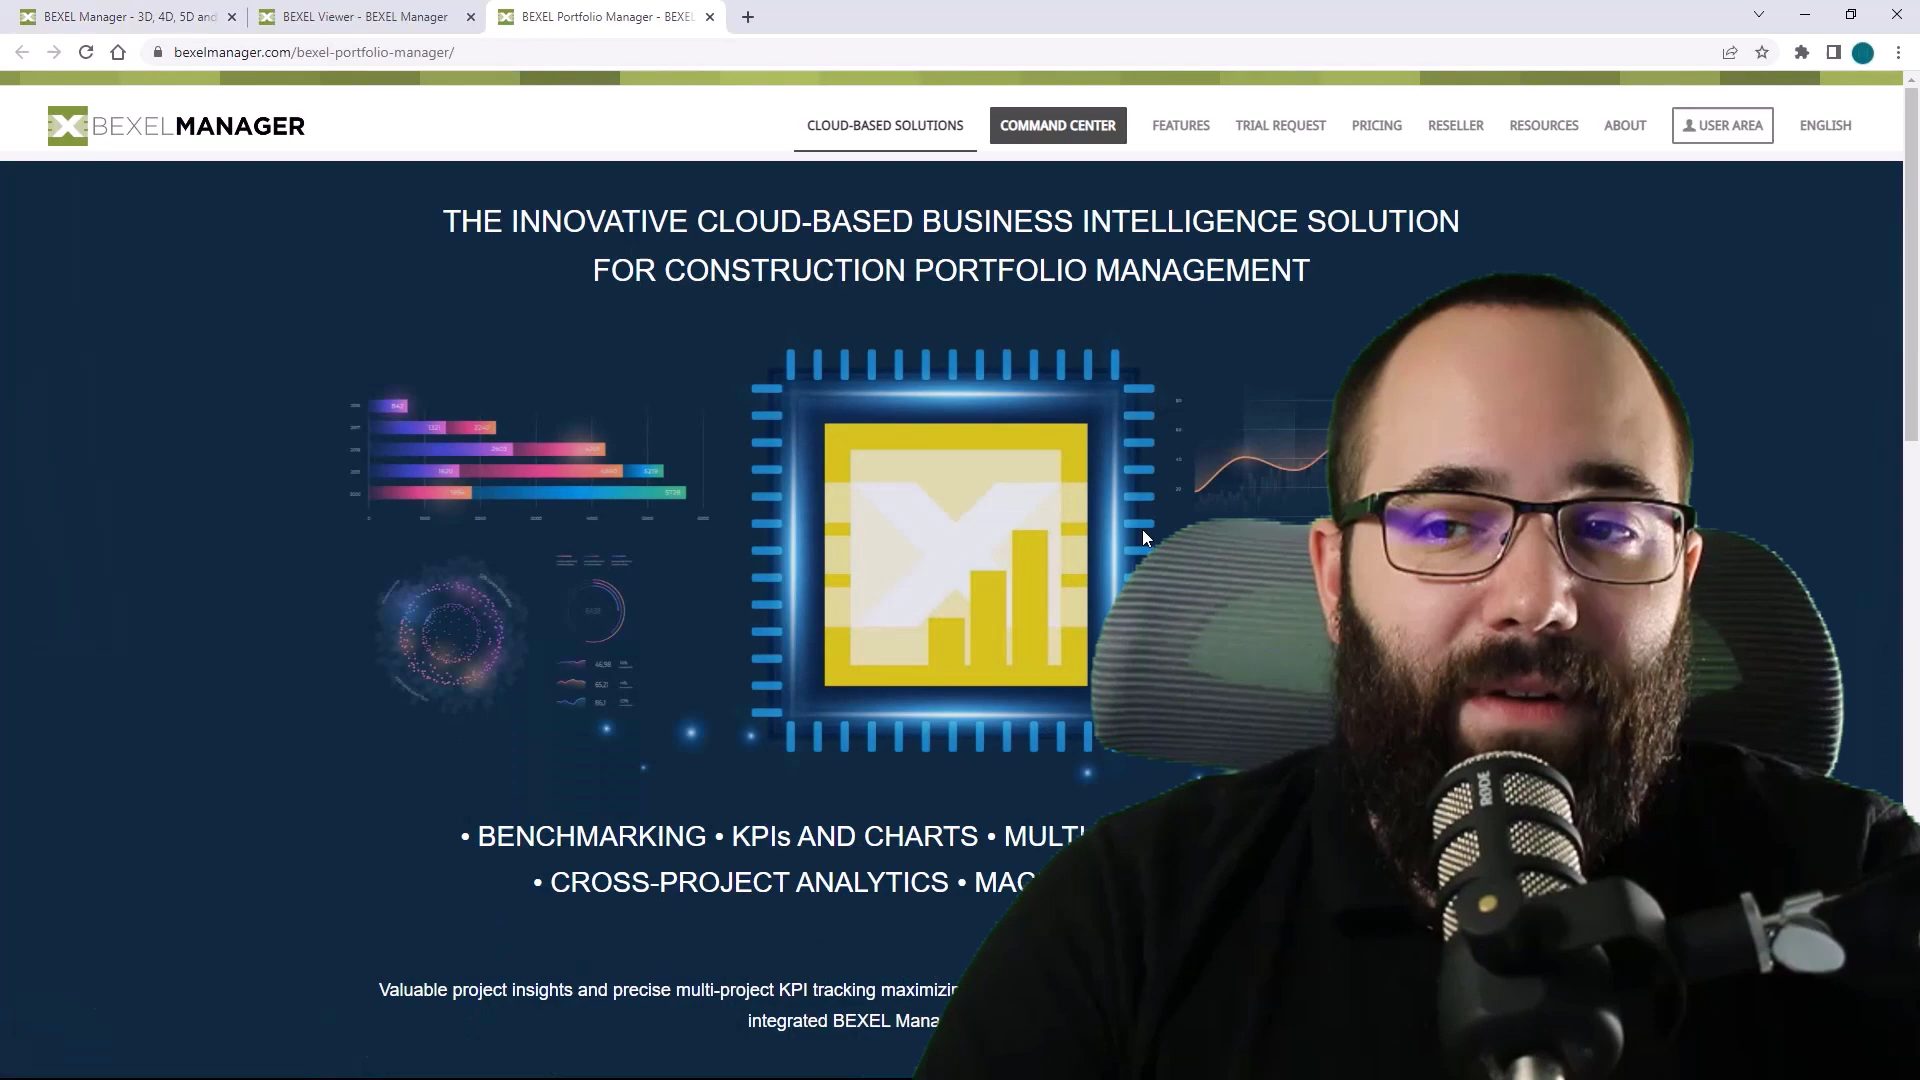 BEXEL Manager - 3D, 4D, 5D and
BEXEL Viewer - BEXEL Manager
BEXEL Portfolio Manager - BEXEL
bexelmanager.com/bexel-portfolio-manager/
BEXELMANAGER
CLOUD-BASED SOLUTIONS
COMMAND CENTER
FEATURES
TRIAL REQUEST
PRICING
RESELLER
RESOURCES
ABOUT
USER AREA
ENGLISH
THE INNOVATIVE CLOUD-BASED BUSINESS INTELLIGENCE SOLUTION
FOR CONSTRUCTION PORTFOLIO MANAGEMENT
• BENCHMARKING • KPIs AND CHARTS • MULTI
• CROSS-PROJECT ANALYTICS • MAC
Valuable project insights and precise multi-project KPI tracking maximizin
integrated BEXEL Mana
RØDE